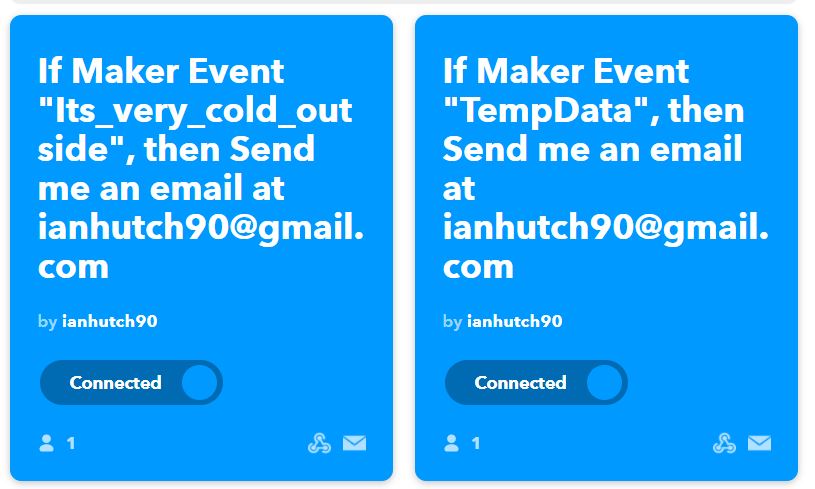 If Maker Event
"Its_very_cold_out
side", then Send
me an email at
ianhutch90@gmail.
com
by ianhutch90
Connected
1
If Maker Event
"TempData", then
Send me an email
at
ianhutch90@gmail.
com
by ianhutch90
Connected
1